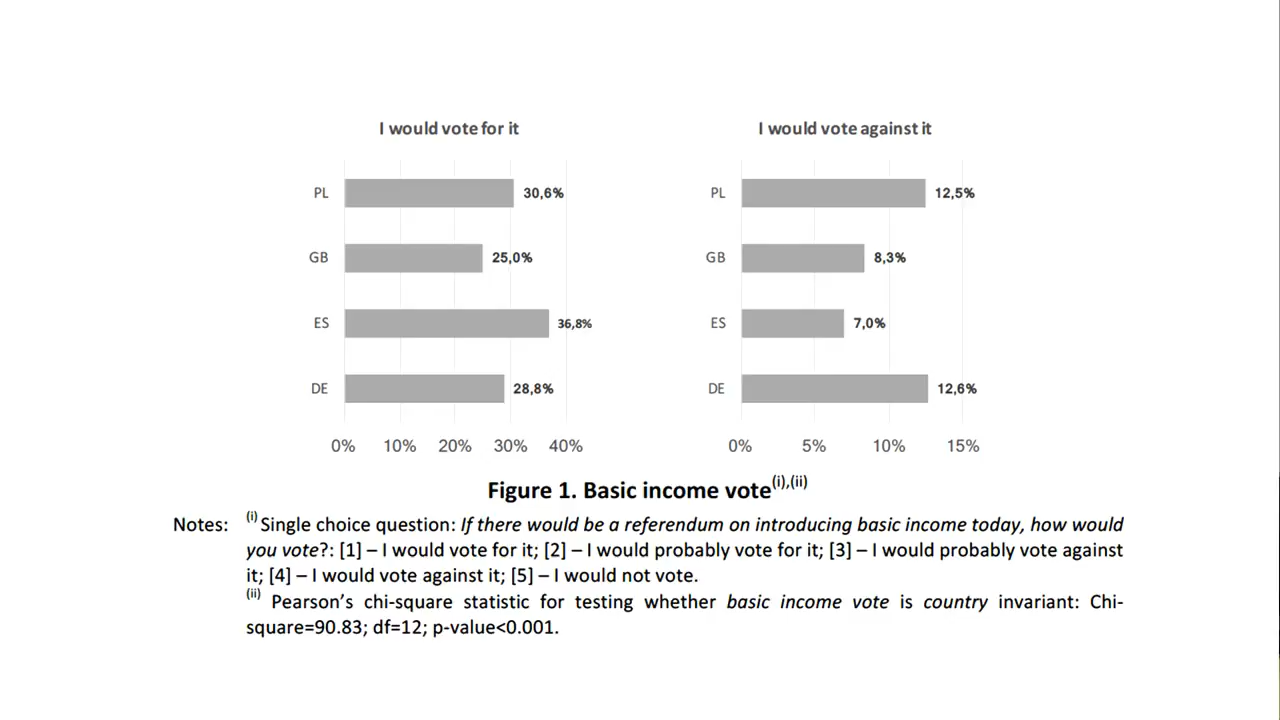 I would vote for it
PL
30,6%
GB
25,0%
ES
36,8%
DE
28,8%
0% 10% 20% 30% 40%
I would vote against it
PL
12,5%
GB
8,3%
ES
7,0%
DE
12,6%
0% 5% 10% 15%
Figure 1. Basic income vote(i),(ii)
Notes: (i) Single choice question: If there would be a referendum on introducing basic income today, how would
you vote?: [1] – I would vote for it; [2] – I would probably vote for it; [3] – I would probably vote against
it; [4] – I would vote against it; [5] – I would not vote.
(ii) Pearson’s chi-square statistic for testing whether basic income vote is country invariant: Chi-
square=90.83; df=12; p-value<0.001.